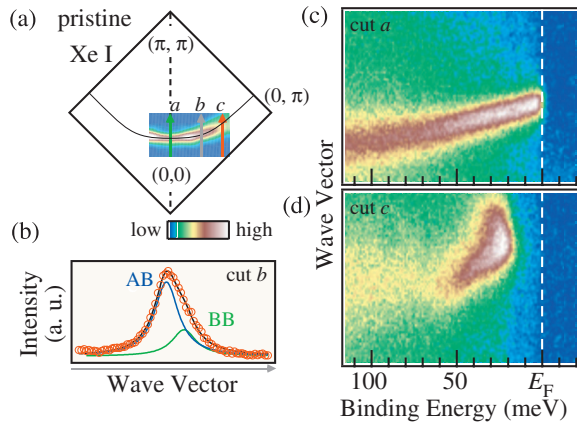 (a) pristine
Xe I
(π, π)
(0, π)
a b c
(0,0)
low high
(b)
cut b
AB
BB
Intensity
(a. u.)
Wave Vector
(c)
cut a
(d)
cut c
Wave Vector
100 50 E_F
Binding Energy (meV)